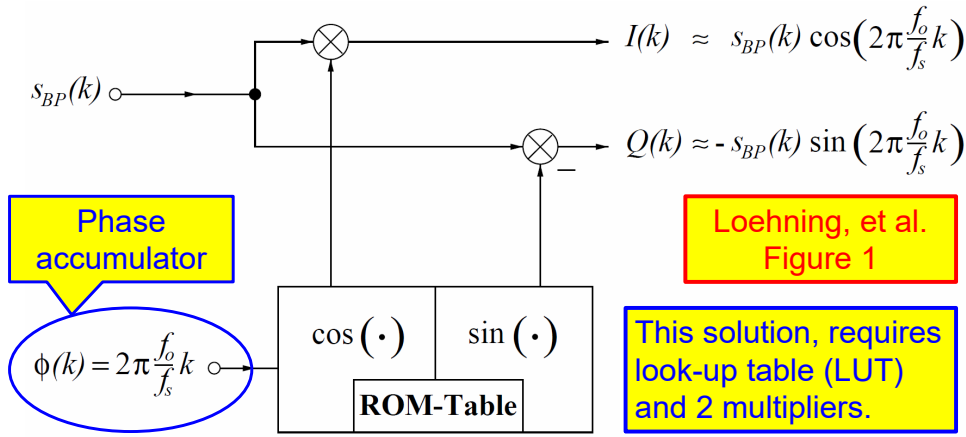 I(k) ≈ s_BP(k) cos(2π f_o/f_s k)
s_BP(k)
Q(k) ≈ - s_BP(k) sin(2π f_o/f_s k)
−
Phase
accumulator
Loehning, et al.
Figure 1
cos(·) sin(·)
ϕ(k) = 2π f_o/f_s k
This solution, requires
look-up table (LUT)
and 2 multipliers.
ROM-Table